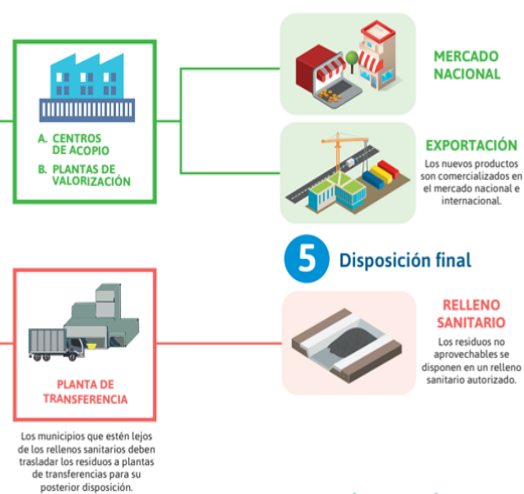 A. CENTROS
DE ACOPIO
B. PLANTAS DE
VALORIZACIÓN
MERCADO
NACIONAL
EXPORTACIÓN
Los nuevos productos
son comercializados en
el mercado nacional e
internacional.
5 Disposición final
PLANTA DE
TRANSFERENCIA
Los municipios que estén lejos
de los rellenos sanitarios deben
trasladar los residuos a plantas
de transferencias para su
posterior disposición.
RELLENO
SANITARIO
Los residuos no
aprovechables se
disponen en un relleno
sanitario autorizado.